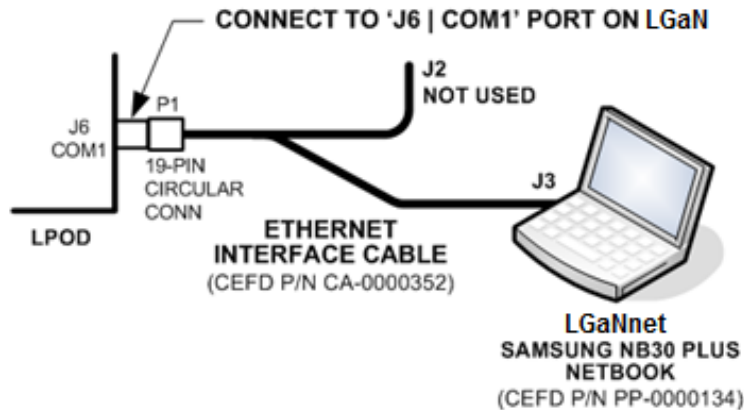 CONNECT TO 'J6 | COM1' PORT ON LGaN
J2
NOT USED
P1
J6
COM1
19-PIN
CIRCULAR
CONN
LPOD
J3
ETHERNET
INTERFACE CABLE
(CEFD P/N CA-0000352)
LGaNnet
SAMSUNG NB30 PLUS
NETBOOK
(CEFD P/N PP-0000134)